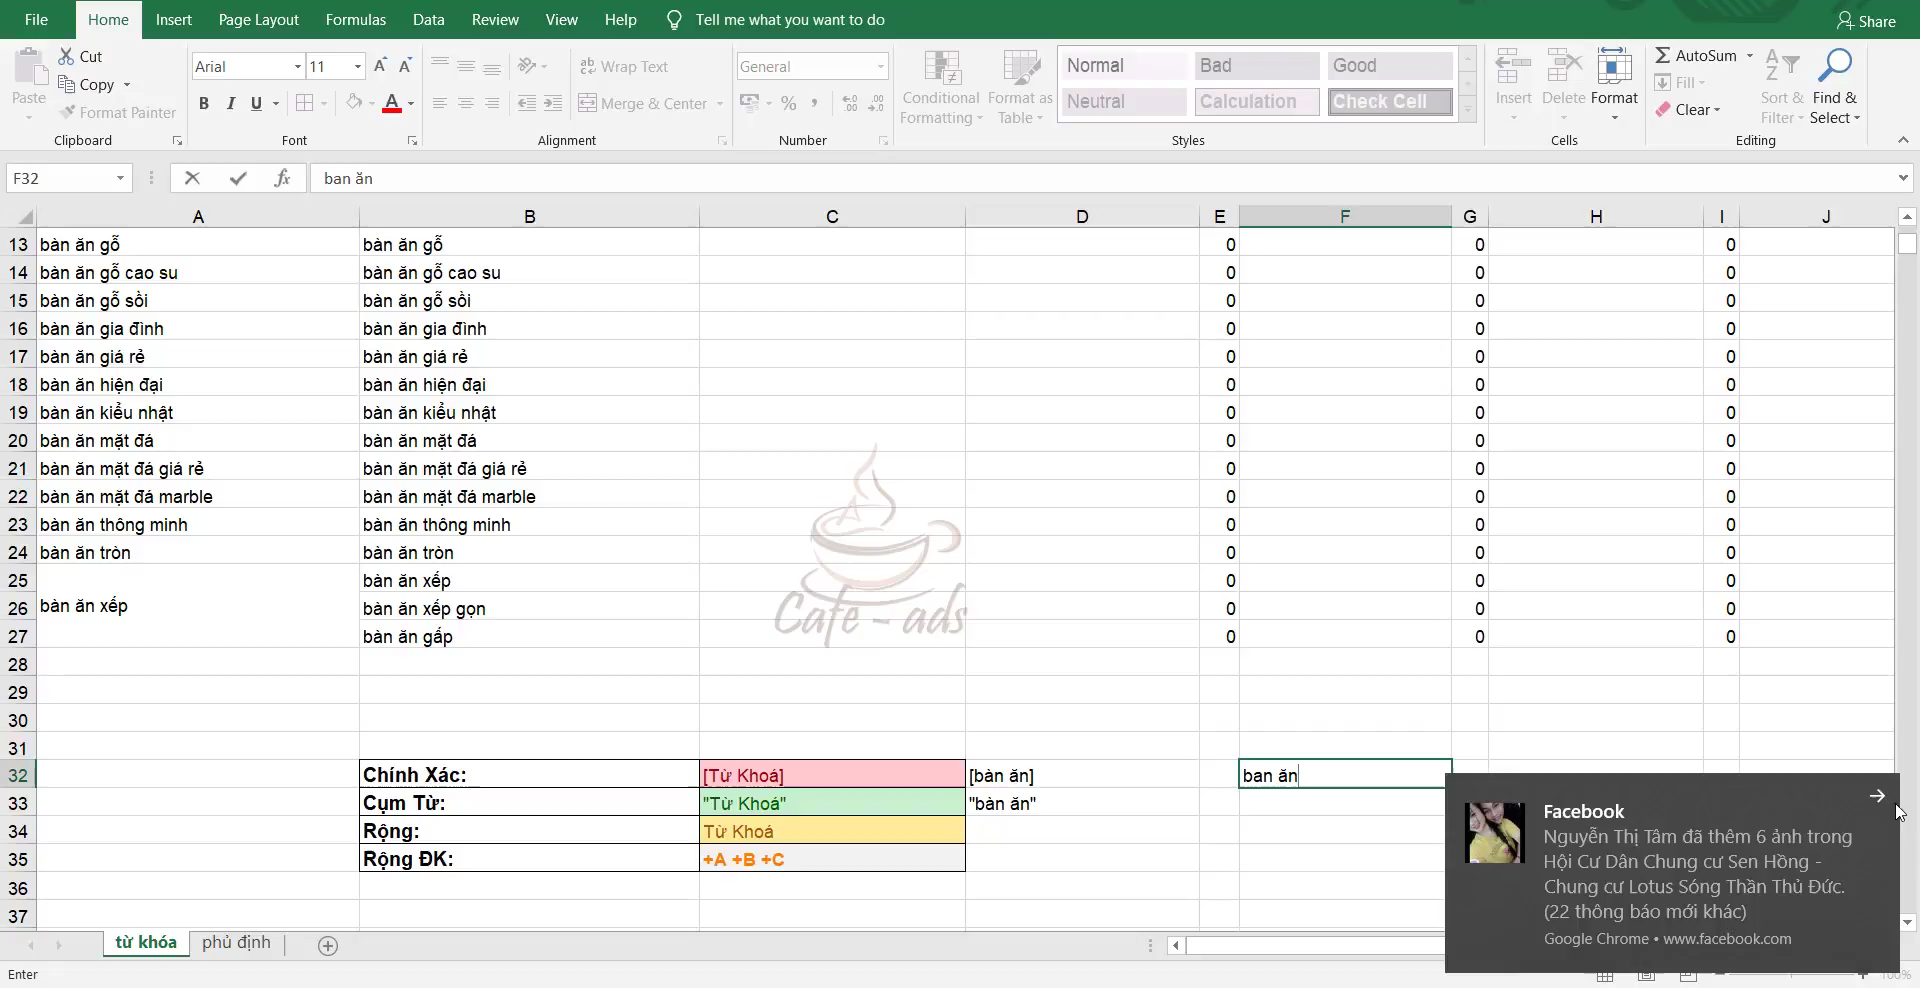 File Home Insert Page Layout Formulas Data Review View Help Tell me what you want to do Share
Cut
Copy
Format Painter
Paste
Clipboard
Arial 11
B I U A
Font
ab Wrap Text
Merge & Center
Alignment
General
% ,
Number
Conditional Formatting
Format as Table
Normal Bad Good
Neutral Calculation Check Cell
Styles
Insert Delete Format
Cells
AutoSum
Fill
Clear
Sort & Filter
Find & Select
Editing
F32 fx ban ăn
A B C D E F G H I J
13 bàn ăn gỗ bàn ăn gỗ 0 0 0
14 bàn ăn gỗ cao su bàn ăn gỗ cao su 0 0 0
15 bàn ăn gỗ sồi bàn ăn gỗ sồi 0 0 0
16 bàn ăn gia đình bàn ăn gia đình 0 0 0
17 bàn ăn giá rẻ bàn ăn giá rẻ 0 0 0
18 bàn ăn hiện đại bàn ăn hiện đại 0 0 0
19 bàn ăn kiểu nhật bàn ăn kiểu nhật 0 0 0
20 bàn ăn mặt đá bàn ăn mặt đá 0 0 0
21 bàn ăn mặt đá giá rẻ bàn ăn mặt đá giá rẻ 0 0 0
22 bàn ăn mặt đá marble bàn ăn mặt đá marble 0 0 0
23 bàn ăn thông minh bàn ăn thông minh 0 0 0
24 bàn ăn tròn bàn ăn tròn 0 0 0
25 bàn ăn xếp 0 0 0
26 bàn ăn xếp bàn ăn xếp gọn 0 0 0
27 bàn ăn gấp 0 0 0
Cafe - ads
28
29
30
31
32 Chính Xác: [Từ Khoá] [bàn ăn] ban ăn
33 Cụm Từ: "Từ Khoá" "bàn ăn"
34 Rộng: Từ Khoá
35 Rộng ĐK: +A +B +C
36
37
Facebook
Nguyễn Thị Tâm đã thêm 6 ảnh trong
Hội Cư Dân Chung cư Sen Hồng -
Chung cư Lotus Sóng Thần Thủ Đức.
(22 thông báo mới khác)
Google Chrome • www.facebook.com
từ khóa phủ định
Enter 100%